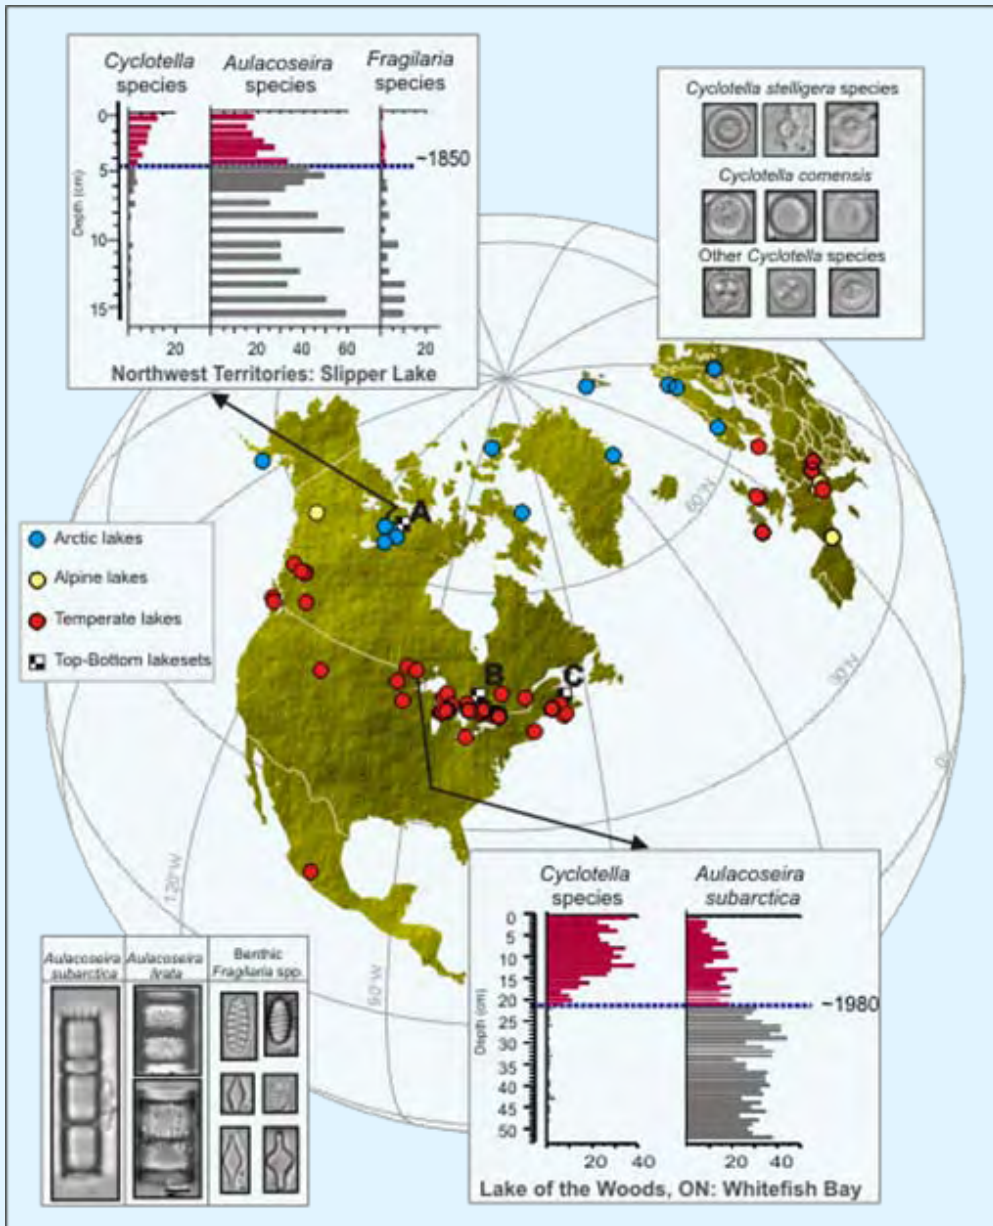 Cyclotella species
Aulacoseira species
Fragilaria species
0
5
10
15
Depth (cm)
~1850
20
20
40
60
20
Northwest Territories: Slipper Lake
Cyclotella stelligera species
Cyclotella comensis
Other Cyclotella species
A
60°N
Arctic lakes
Alpine lakes
Temperate lakes
Top-Bottom lakesets
B
C
30°N
0°
120°W
90°W
Cyclotella species
Aulacoseira subarctica
0
5
10
15
20
25
30
35
40
45
50
Depth (cm)
~1980
20
40
20
40
Lake of the Woods, ON: Whitefish Bay
Aulacoseira subarctica
Aulacoseira lirata
Benthic
Fragilaria spp.